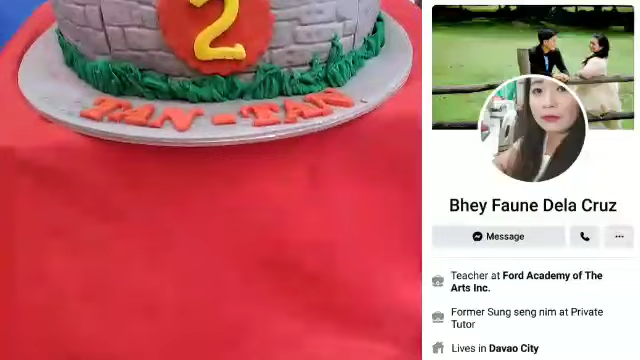 2
TAN-TAN
Bhey Faune Dela Cruz
Message
Teacher at Ford Academy of The
Arts Inc.
Former Sung seng nim at Private
Tutor
Lives in Davao City